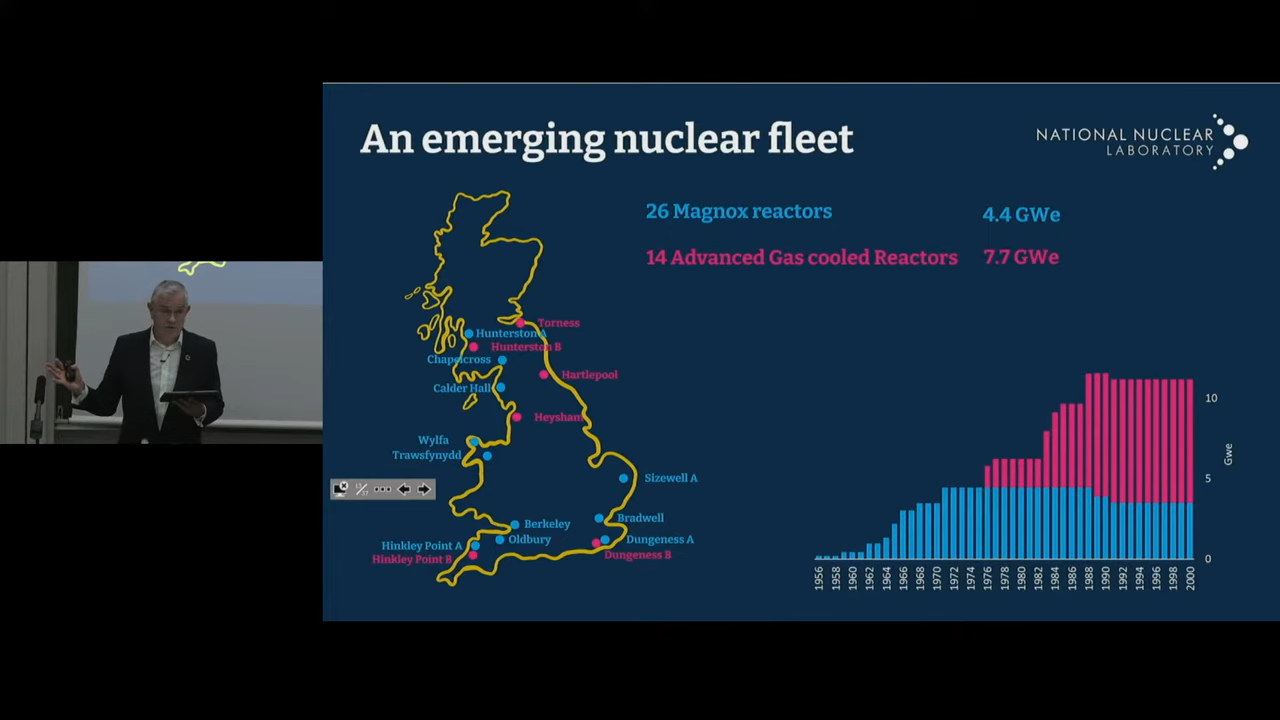 An emerging nuclear fleet
NATIONAL NUCLEAR
LABORATORY
26 Magnox reactors 4.4 GWe
14 Advanced Gas cooled Reactors 7.7 GWe
Torness
Hunterston A
Hunterston B
Chapelcross
Hartlepool
Calder Hall
Heysham
Wylfa
Trawsfynydd
Sizewell A
Bradwell
Berkeley
Oldbury
Dungeness A
Hinkley Point A
Dungeness B
Hinkley Point B
10
5
0
Gwe
1956 1958 1960 1962 1964 1966 1968 1970 1972 1974 1976 1978 1980 1982 1984 1986 1988 1990 1992 1994 1996 1998 2000